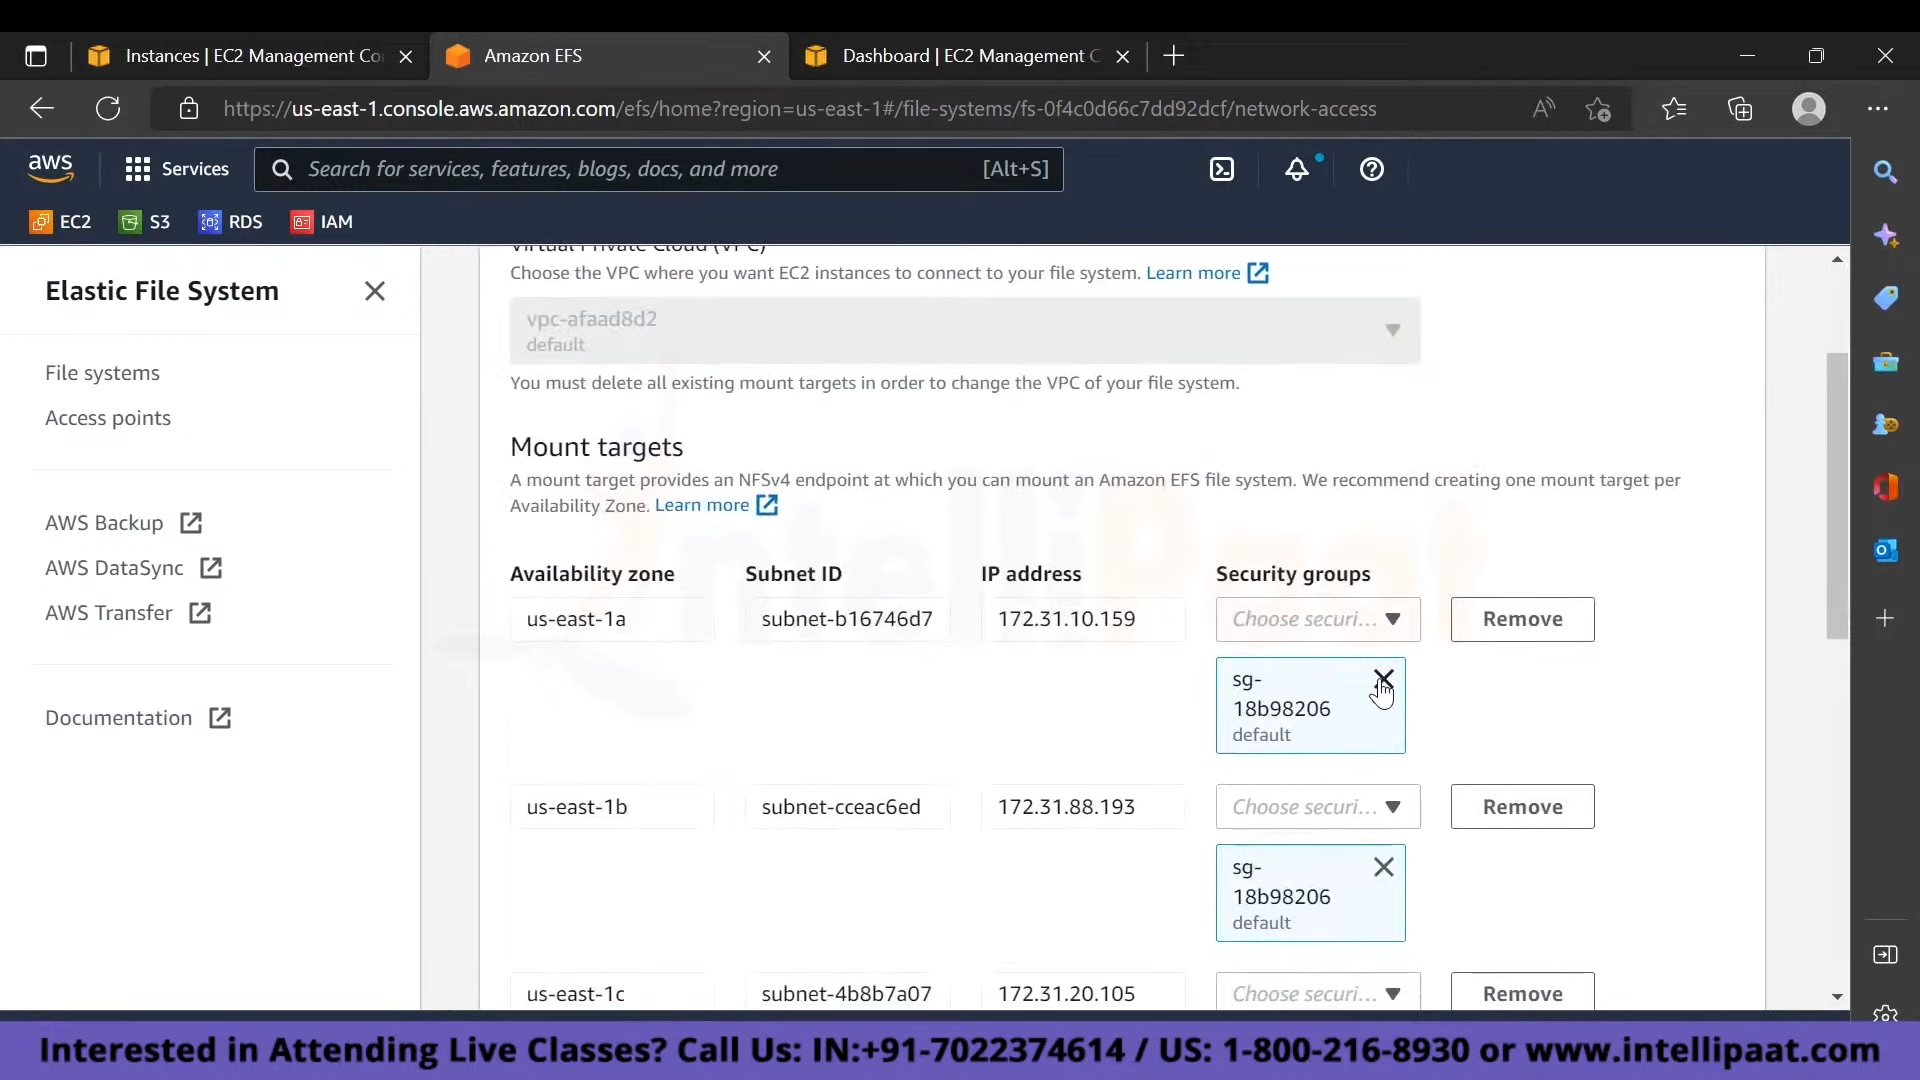 Instances | EC2 Management Co
Amazon EFS
Dashboard | EC2 Management C
https://us-east-1.console.aws.amazon.com/efs/home?region=us-east-1#/file-systems/fs-0f4c0d66c7dd92dcf/network-access
aws
Services
Search for services, features, blogs, docs, and more
[Alt+S]
EC2
S3
RDS
IAM
Elastic File System
File systems
Access points
AWS Backup
AWS DataSync
AWS Transfer
Documentation
Virtual Private Cloud (VPC)
Choose the VPC where you want EC2 instances to connect to your file system. Learn more
vpc-afaad8d2
default
You must delete all existing mount targets in order to change the VPC of your file system.
Mount targets
A mount target provides an NFSv4 endpoint at which you can mount an Amazon EFS file system. We recommend creating one mount target per
Availability Zone. Learn more
intelliPaat
Availability zone Subnet ID IP address Security groups
us-east-1a subnet-b16746d7 172.31.10.159 Choose securi... Remove
sg-
18b98206
default
us-east-1b subnet-cceac6ed 172.31.88.193 Choose securi... Remove
sg-
18b98206
default
us-east-1c subnet-4b8b7a07 172.31.20.105 Choose securi... Remove
Interested in Attending Live Classes? Call Us: IN:+91-7022374614 / US: 1-800-216-8930 or www.intellipaat.com